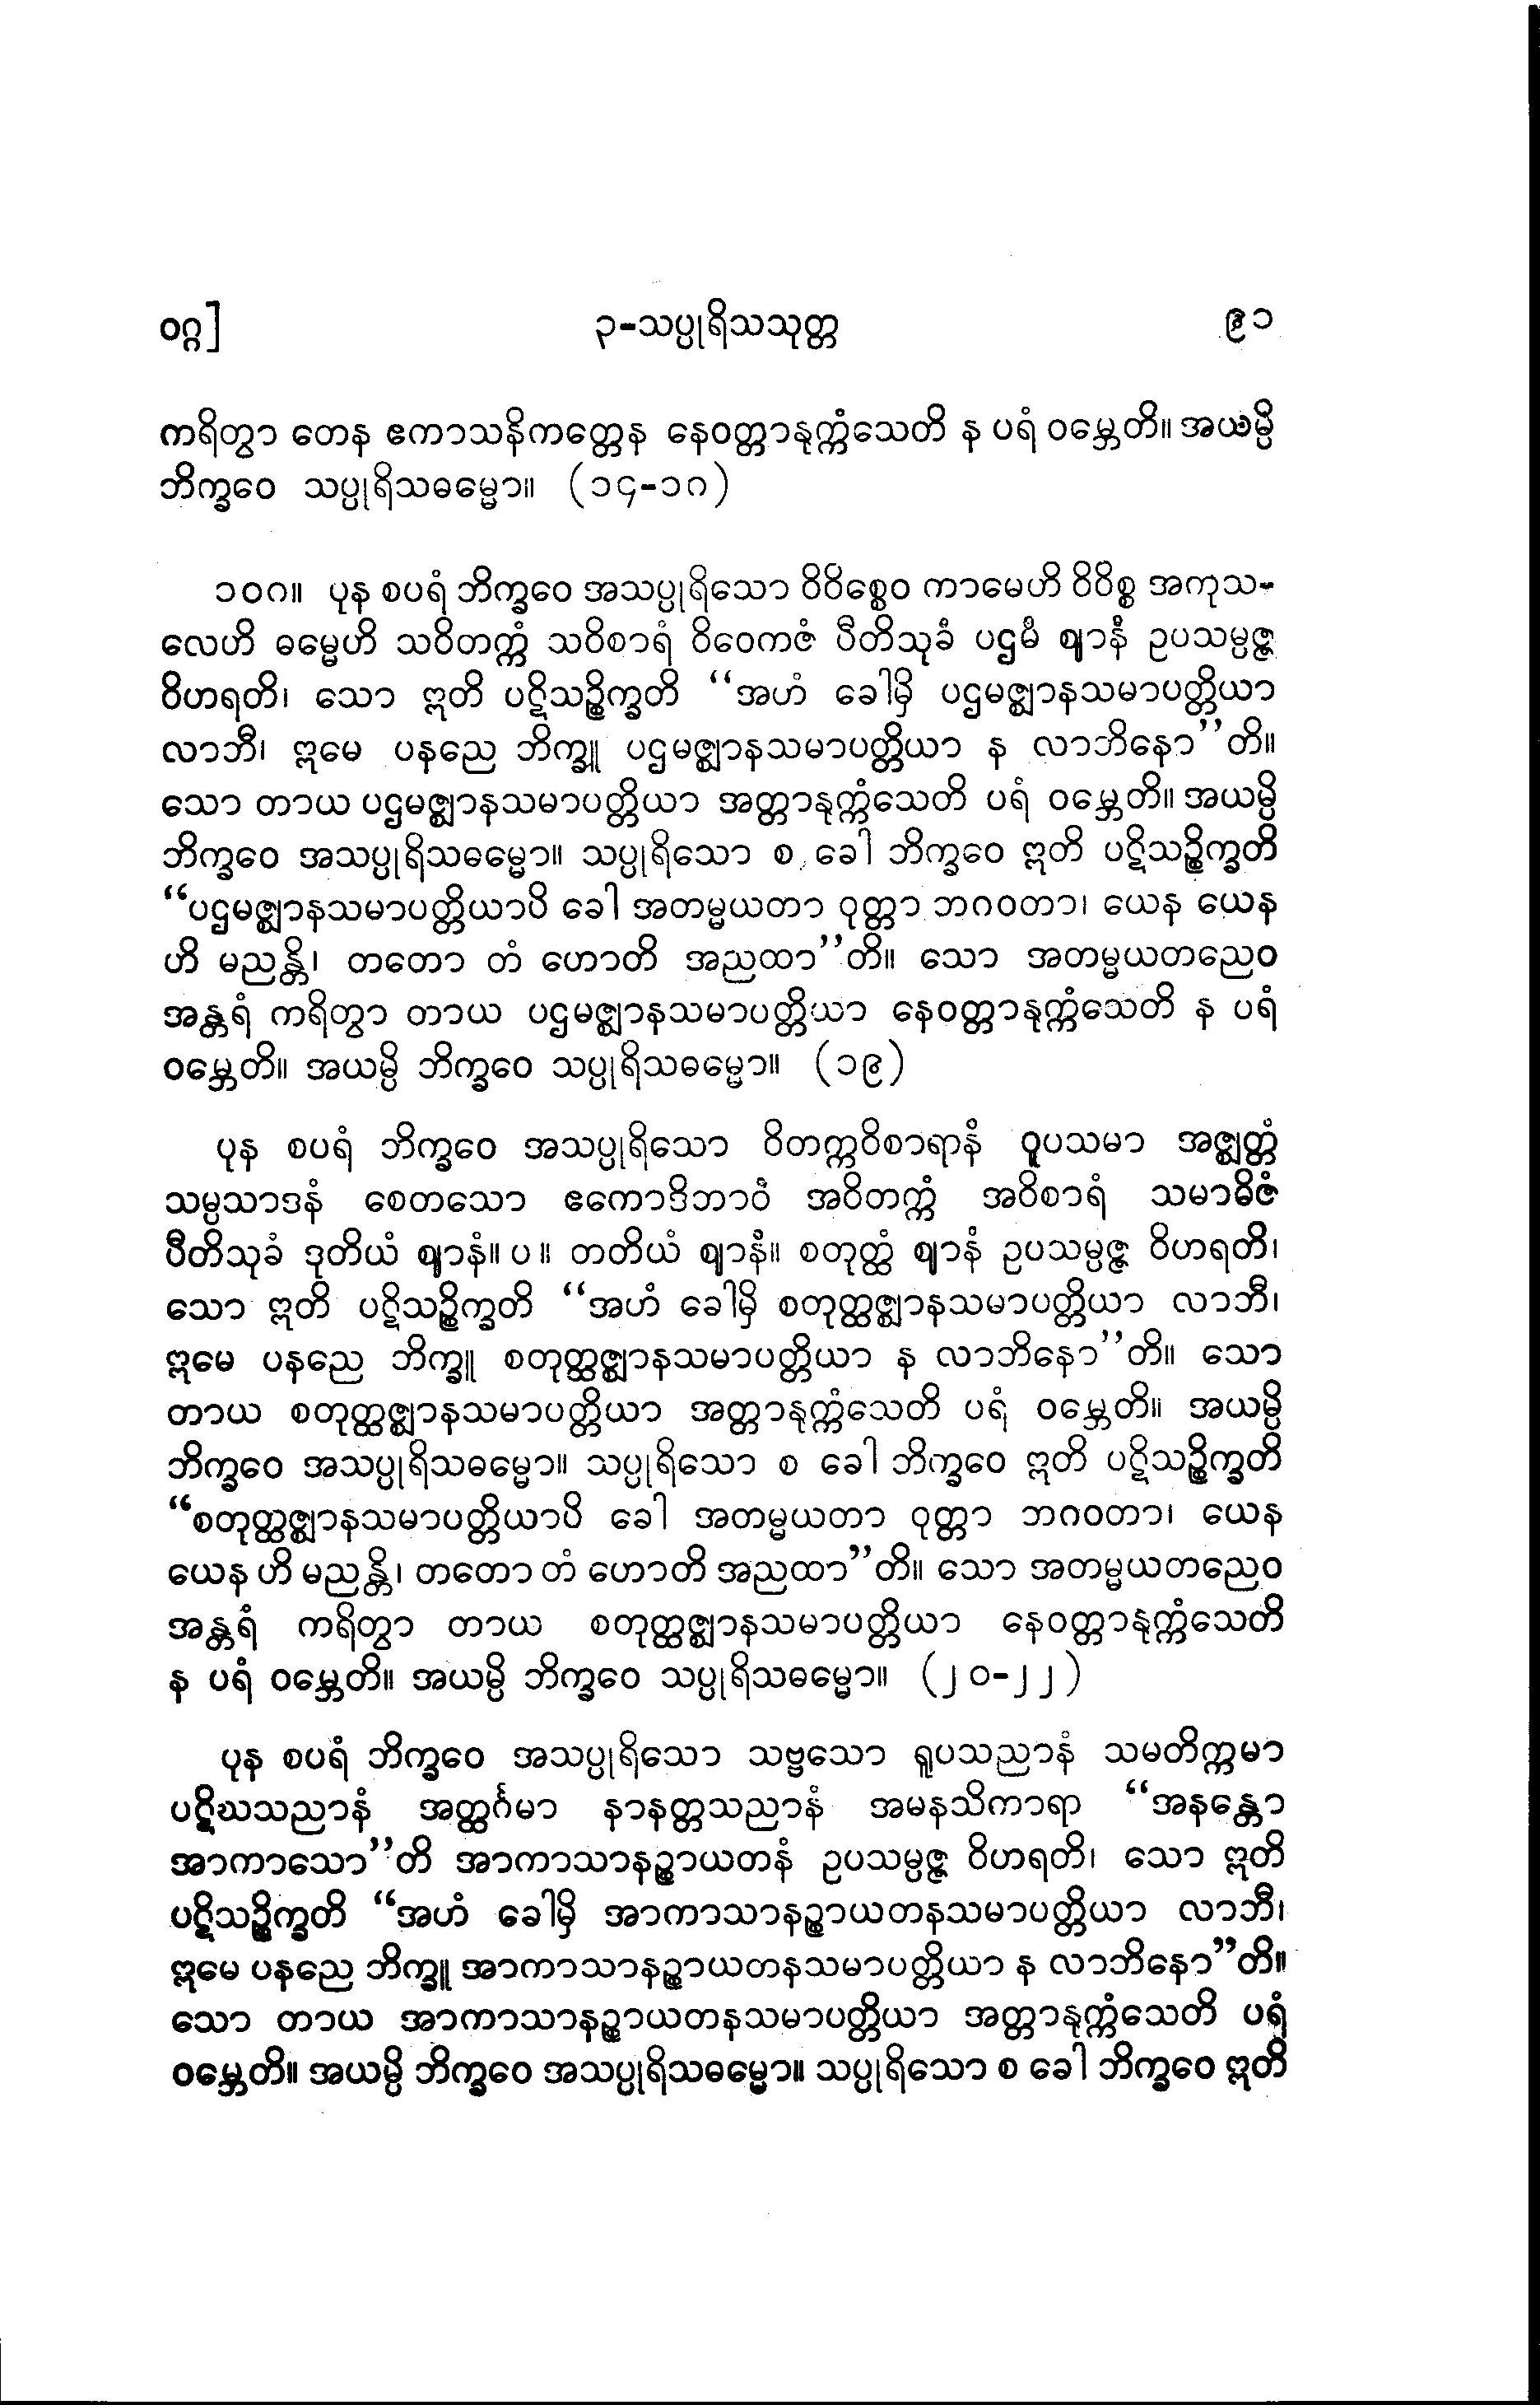 ဝဂ္ဂ]
၃-သပ္ပုရိသသုတ္တ
၉၁
ကရိတွာ တေန ဧကာသနိကတ္တေန နေဝတ္တာနုက္ကံသေတိ န ပရံ ဝမ္ဘေတိ။ အယမ္ပိ
ဘိက္ခဝေ သပ္ပုရိသဓမ္မော။ (၁၄-၁၈)
၁၀၈။ ပုန စပရံ ဘိက္ခဝေ အသပ္ပုရိသော ဝိဝိစ္စေဝ ကာမေဟိ ဝိဝိစ္စ အကုသ-
လေဟိ ဓမ္မေဟိ သဝိတက္ကံ သဝိစာရံ ဝိဝေကဇံ ပီတိသုခံ ပဌမံ ဈာနံ ဥပသမ္ပဇ္ဇ
ဝိဟရတိ၊ သော ဣတိ ပဋိသဉ္စိက္ခတိ “အဟံ ခေါမှိ ပဌမဇ္ဈာနသမာပတ္တိယာ
လာဘီ၊ ဣမေ ပနညေ ဘိက္ခူ ပဌမဇ္ဈာနသမာပတ္တိယာ န လာဘိနော”တိ။
သော တာယ ပဌမဇ္ဈာနသမာပတ္တိယာ အတ္တာနုက္ကံသေတိ ပရံ ဝမ္ဘေတိ။ အယမ္ပိ
ဘိက္ခဝေ အသပ္ပုရိသဓမ္မော။ သပ္ပုရိသော စ ခေါ ဘိက္ခဝေ ဣတိ ပဋိသဉ္စိက္ခတိ
“ပဌမဇ္ဈာနသမာပတ္တိယာပိ ခေါ အတမ္မယတာ ဝုတ္တာ ဘဂဝတာ၊ ယေန ယေန
ဟိ မညန္တိ၊ တတော တံ ဟောတိ အညထာ”တိ။ သော အတမ္မယတညေဝ
အန္တရံ ကရိတွာ တာယ ပဌမဇ္ဈာနသမာပတ္တိယာ နေဝတ္တာနုက္ကံသေတိ န ပရံ
ဝမ္ဘေတိ။ အယမ္ပိ ဘိက္ခဝေ သပ္ပုရိသဓမ္မော။ (၁၉)
ပုန စပရံ ဘိက္ခဝေ အသပ္ပုရိသော ဝိတက္ကဝိစာရာနံ ဝူပသမာ အဇ္ဈတ္တံ
သမ္ပသာဒနံ စေတသော ဧကောဒိဘာဝံ အဝိတက္ကံ အဝိစာရံ သမာဓိဇံ
ပီတိသုခံ ဒုတိယံ ဈာနံ။ ပ ။ တတိယံ ဈာနံ။ စတုတ္ထံ ဈာနံ ဥပသမ္ပဇ္ဇ ဝိဟရတိ၊
သော ဣတိ ပဋိသဉ္စိက္ခတိ “အဟံ ခေါမှိ စတုတ္ထဇ္ဈာနသမာပတ္တိယာ လာဘီ၊
ဣမေ ပနညေ ဘိက္ခူ စတုတ္ထဇ္ဈာနသမာပတ္တိယာ န လာဘိနော”တိ။ သော
တာယ စတုတ္ထဇ္ဈာနသမာပတ္တိယာ အတ္တာနုက္ကံသေတိ ပရံ ဝမ္ဘေတိ။ အယမ္ပိ
ဘိက္ခဝေ အသပ္ပုရိသဓမ္မော။ သပ္ပုရိသော စ ခေါ ဘိက္ခဝေ ဣတိ ပဋိသဉ္စိက္ခတိ
“စတုတ္ထဇ္ဈာနသမာပတ္တိယာပိ ခေါ အတမ္မယတာ ဝုတ္တာ ဘဂဝတာ၊ ယေန
ယေန ဟိ မညန္တိ၊ တတော တံ ဟောတိ အညထာ”တိ။ သော အတမ္မယတညေဝ
အန္တရံ ကရိတွာ တာယ စတုတ္ထဇ္ဈာနသမာပတ္တိယာ နေဝတ္တာနုက္ကံသေတိ
န ပရံ ဝမ္ဘေတိ။ အယမ္ပိ ဘိက္ခဝေ သပ္ပုရိသဓမ္မော။ (၂၀-၂၂)
ပုန စပရံ ဘိက္ခဝေ အသပ္ပုရိသော သဗ္ဗသော ရူပသညာနံ သမတိက္ကမာ
ပဋိဃသညာနံ အတ္ထင်္ဂမာ နာနတ္တသညာနံ အမနသိကာရာ “အနန္တော
အာကာသော”တိ အာကာသာနဉ္စာယတနံ ဥပသမ္ပဇ္ဇ ဝိဟရတိ၊ သော ဣတိ
ပဋိသဉ္စိက္ခတိ “အဟံ ခေါမှိ အာကာသာနဉ္စာယတနသမာပတ္တိယာ လာဘီ၊
ဣမေ ပနညေ ဘိက္ခူ အာကာသာနဉ္စာယတနသမာပတ္တိယာ န လာဘိနော”တိ။
သော တာယ အာကာသာနဉ္စာယတနသမာပတ္တိယာ အတ္တာနုက္ကံသေတိ ပရံ
ဝမ္ဘေတိ။ အယမ္ပိ ဘိက္ခဝေ အသပ္ပုရိသဓမ္မော။ သပ္ပုရိသော စ ခေါ ဘိက္ခဝေ ဣတိ